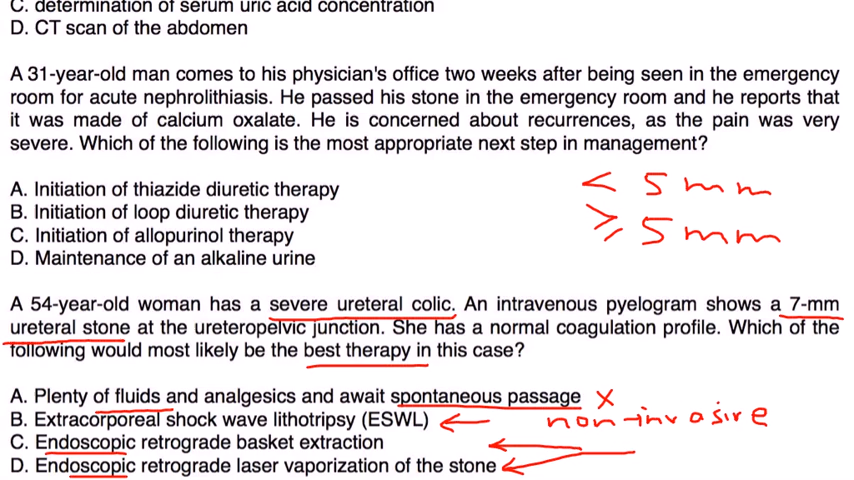 C. determination of serum uric acid concentration
D. CT scan of the abdomen
A 31-year-old man comes to his physician's office two weeks after being seen in the emergency
room for acute nephrolithiasis. He passed his stone in the emergency room and he reports that
it was made of calcium oxalate. He is concerned about recurrences, as the pain was very
severe. Which of the following is the most appropriate next step in management?
A. Initiation of thiazide diuretic therapy
< 5 mm
B. Initiation of loop diuretic therapy
≥ 5 mm
C. Initiation of allopurinol therapy
D. Maintenance of an alkaline urine
A 54-year-old woman has a severe ureteral colic. An intravenous pyelogram shows a 7-mm
ureteral stone at the ureteropelvic junction. She has a normal coagulation profile. Which of the
following would most likely be the best therapy in this case?
A. Plenty of fluids and analgesics and await spontaneous passage X
B. Extracorporeal shock wave lithotripsy (ESWL) ← non-invasive
C. Endoscopic retrograde basket extraction
D. Endoscopic retrograde laser vaporization of the stone